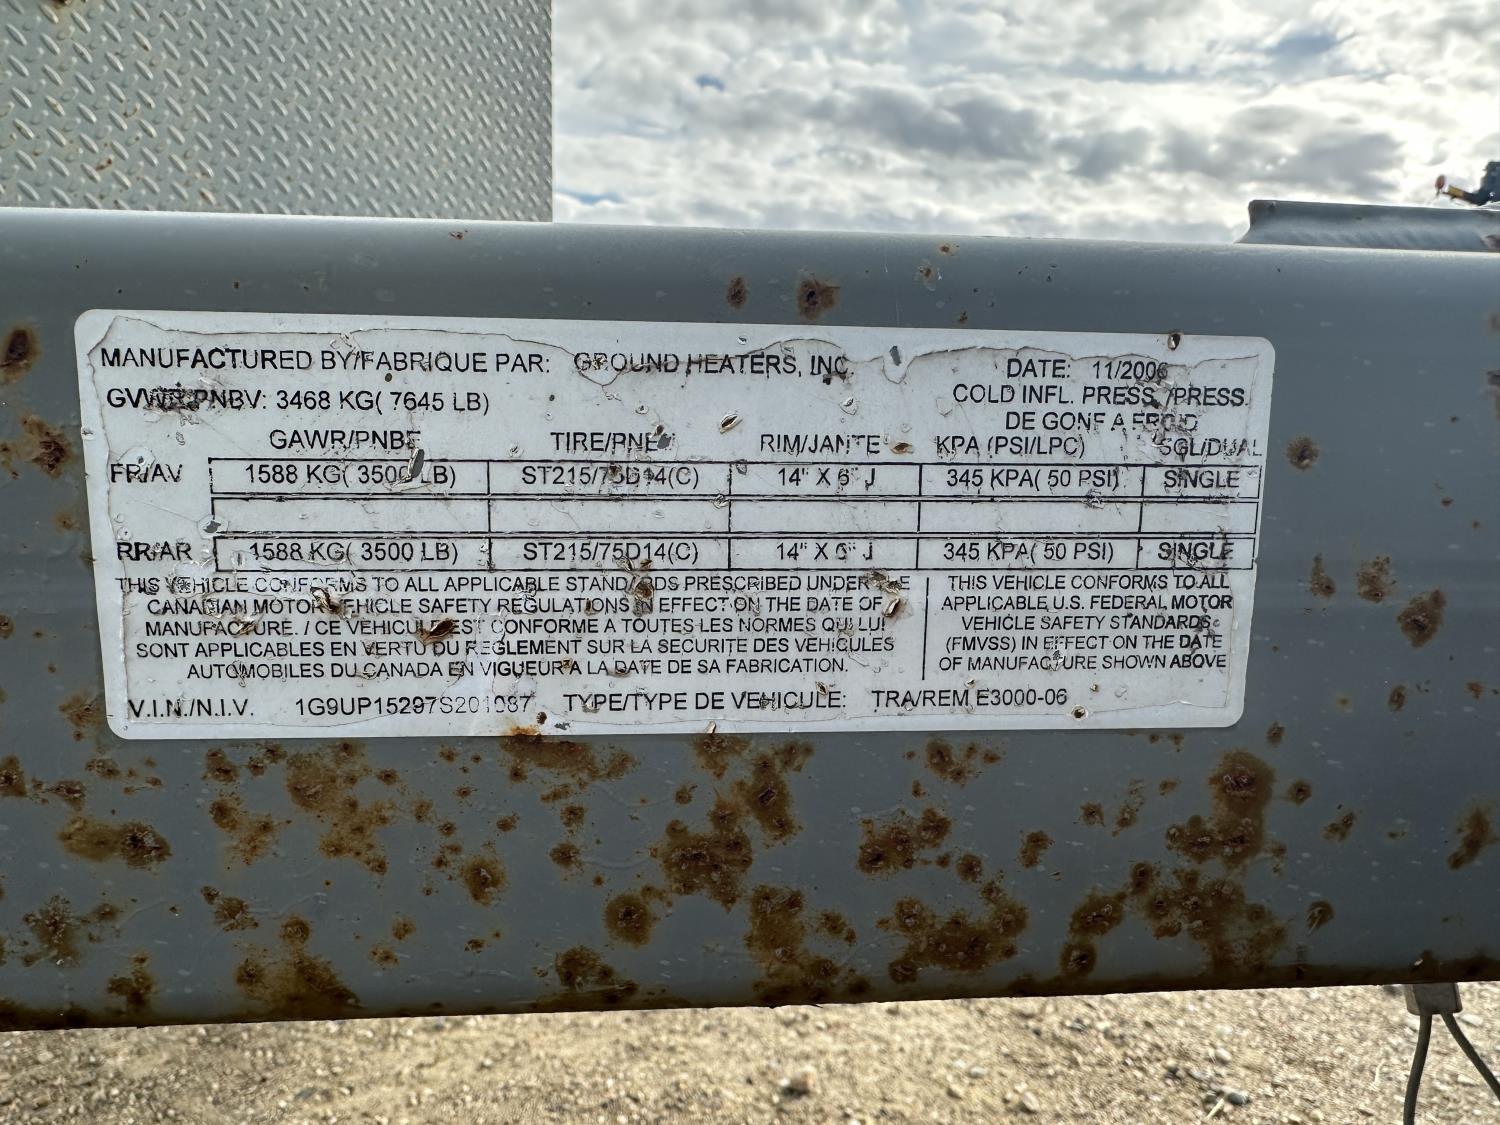 MANUFACTURED BY/FABRIQUE PAR: GROUND HEATERS, INC. DATE: 11/2006
GVWR/PNBV: 3468 KG( 7645 LB) COLD INFL. PRESS. /PRESS.
DE GONF A FROID
GAWR/PNBE TIRE/PNEU RIM/JANTE KPA (PSI/LPC) SGL/DUAL
FR/AV 1588 KG( 3500 LB) ST215/75D14(C) 14" X 6" J 345 KPA( 50 PSI) SINGLE
RR/AR 1588 KG( 3500 LB) ST215/75D14(C) 14" X 6" J 345 KPA( 50 PSI) SINGLE
THIS VEHICLE CONFORMS TO ALL APPLICABLE STANDARDS PRESCRIBED UNDER THE
CANADIAN MOTOR VEHICLE SAFETY REGULATIONS IN EFFECT ON THE DATE OF
MANUFACTURE. / CE VEHICULE EST CONFORME A TOUTES LES NORMES QUI LUI
SONT APPLICABLES EN VERTU DU REGLEMENT SUR LA SECURITE DES VEHICULES
AUTOMOBILES DU CANADA EN VIGUEUR A LA DATE DE SA FABRICATION.
THIS VEHICLE CONFORMS TO ALL
APPLICABLE U.S. FEDERAL MOTOR
VEHICLE SAFETY STANDARDS
(FMVSS) IN EFFECT ON THE DATE
OF MANUFACTURE SHOWN ABOVE
V.I.N./N.I.V. 1G9UP15297S201087 TYPE/TYPE DE VEHICULE: TRA/REM E3000-06